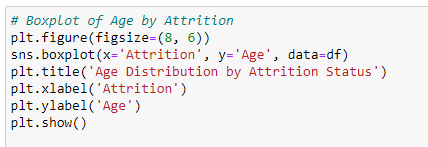 # Boxplot of Age by Attrition
plt.figure(figsize=(8, 6))
sns.boxplot(x='Attrition', y='Age', data=df)
plt.title('Age Distribution by Attrition Status')
plt.xlabel('Attrition')
plt.ylabel('Age')
plt.show()